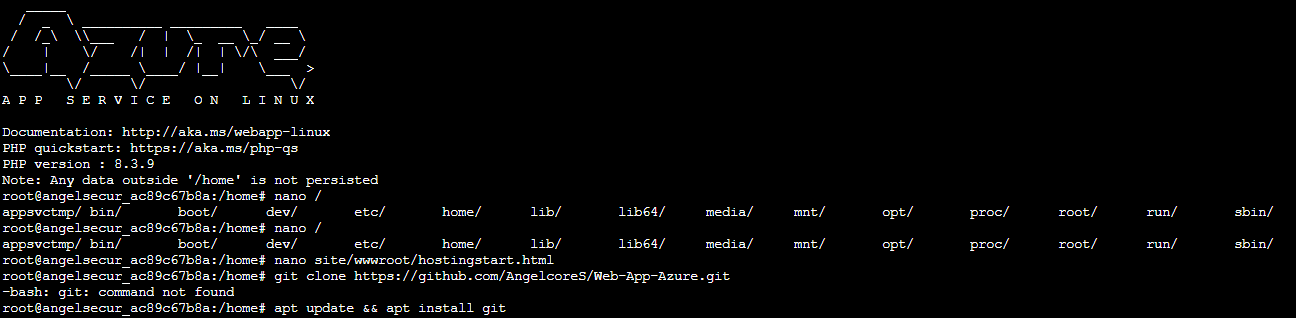 Azure
A P P   S E R V I C E   O N   L I N U X
Documentation: http://aka.ms/webapp-linux
PHP quickstart: https://aka.ms/php-qs
PHP version : 8.3.9
Note: Any data outside '/home' is not persisted
root@angelsecur_ac89c67b8a:/home# nano /
appsvctmp/ bin/ boot/ dev/ etc/ home/ lib/ lib64/ media/ mnt/ opt/ proc/ root/ run/ sbin/
root@angelsecur_ac89c67b8a:/home# nano /
appsvctmp/ bin/ boot/ dev/ etc/ home/ lib/ lib64/ media/ mnt/ opt/ proc/ root/ run/ sbin/
root@angelsecur_ac89c67b8a:/home# nano site/wwwroot/hostingstart.html
root@angelsecur_ac89c67b8a:/home# git clone https://github.com/AngelcoreS/Web-App-Azure.git
-bash: git: command not found
root@angelsecur_ac89c67b8a:/home# apt update && apt install git